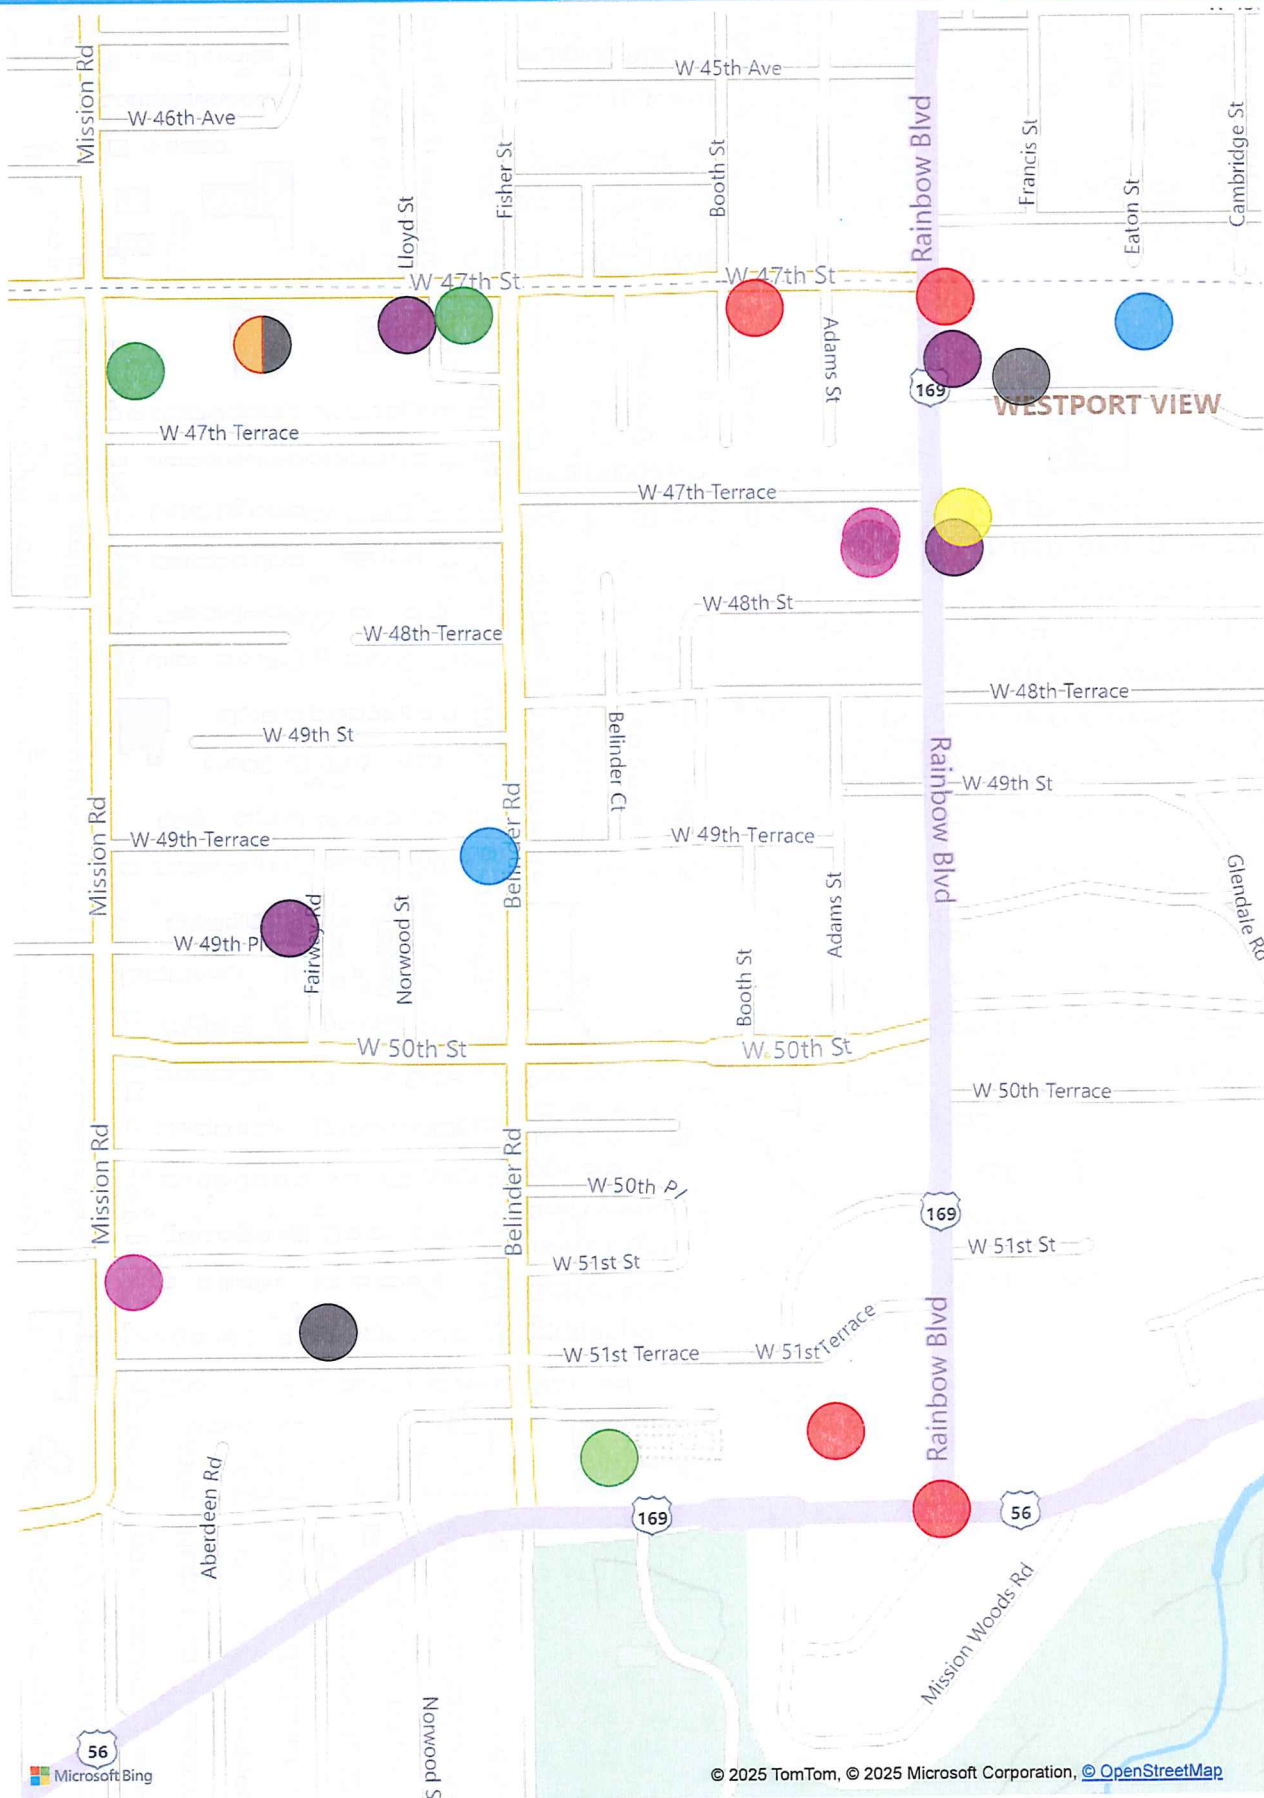 Mission Rd
W 45th Ave
W 46th Ave
Rainbow Blvd
Francis St
Cambridge St
Fisher St
Booth St
Eaton St
Lloyd St
W 47th St
W 47th St
Adams St
169
WESTPORT VIEW
W 47th Terrace
W 47th Terrace
W 48th St
W 48th Terrace
W 48th Terrace
W 49th St
Belinder Ct
Rainbow Blvd
W 49th St
Mission Rd
Belinder Rd
W 49th Terrace
W 49th Terrace
Glendale Rd
Adams St
W 49th Pl
Fairway Rd
Norwood St
Booth St
W 50th St
W 50th St
W 50th Terrace
Mission Rd
Belinder Rd
W 50th Pl
169
W 51st St
W 51st St
Rainbow Blvd
W 51st Terrace
W 51st Terrace
Aberdeen Rd
169
56
Mission Woods Rd
Norwood S
56
Microsoft Bing
© 2025 TomTom, © 2025 Microsoft Corporation, © OpenStreetMap